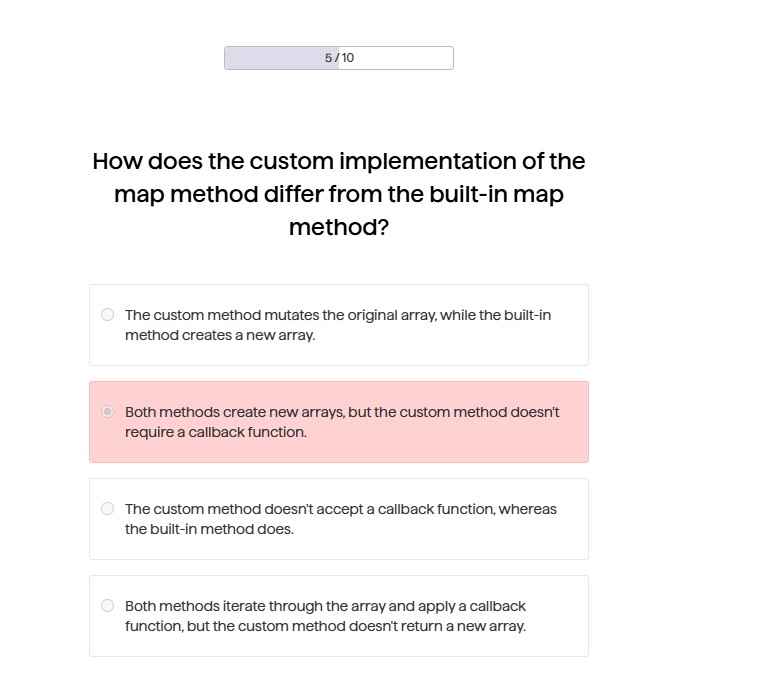 5 / 10
How does the custom implementation of the
map method differ from the built-in map
method?
The custom method mutates the original array, while the built-in
method creates a new array.
Both methods create new arrays, but the custom method doesn't
require a callback function.
The custom method doesn't accept a callback function, whereas
the built-in method does.
Both methods iterate through the array and apply a callback
function, but the custom method doesn't return a new array.